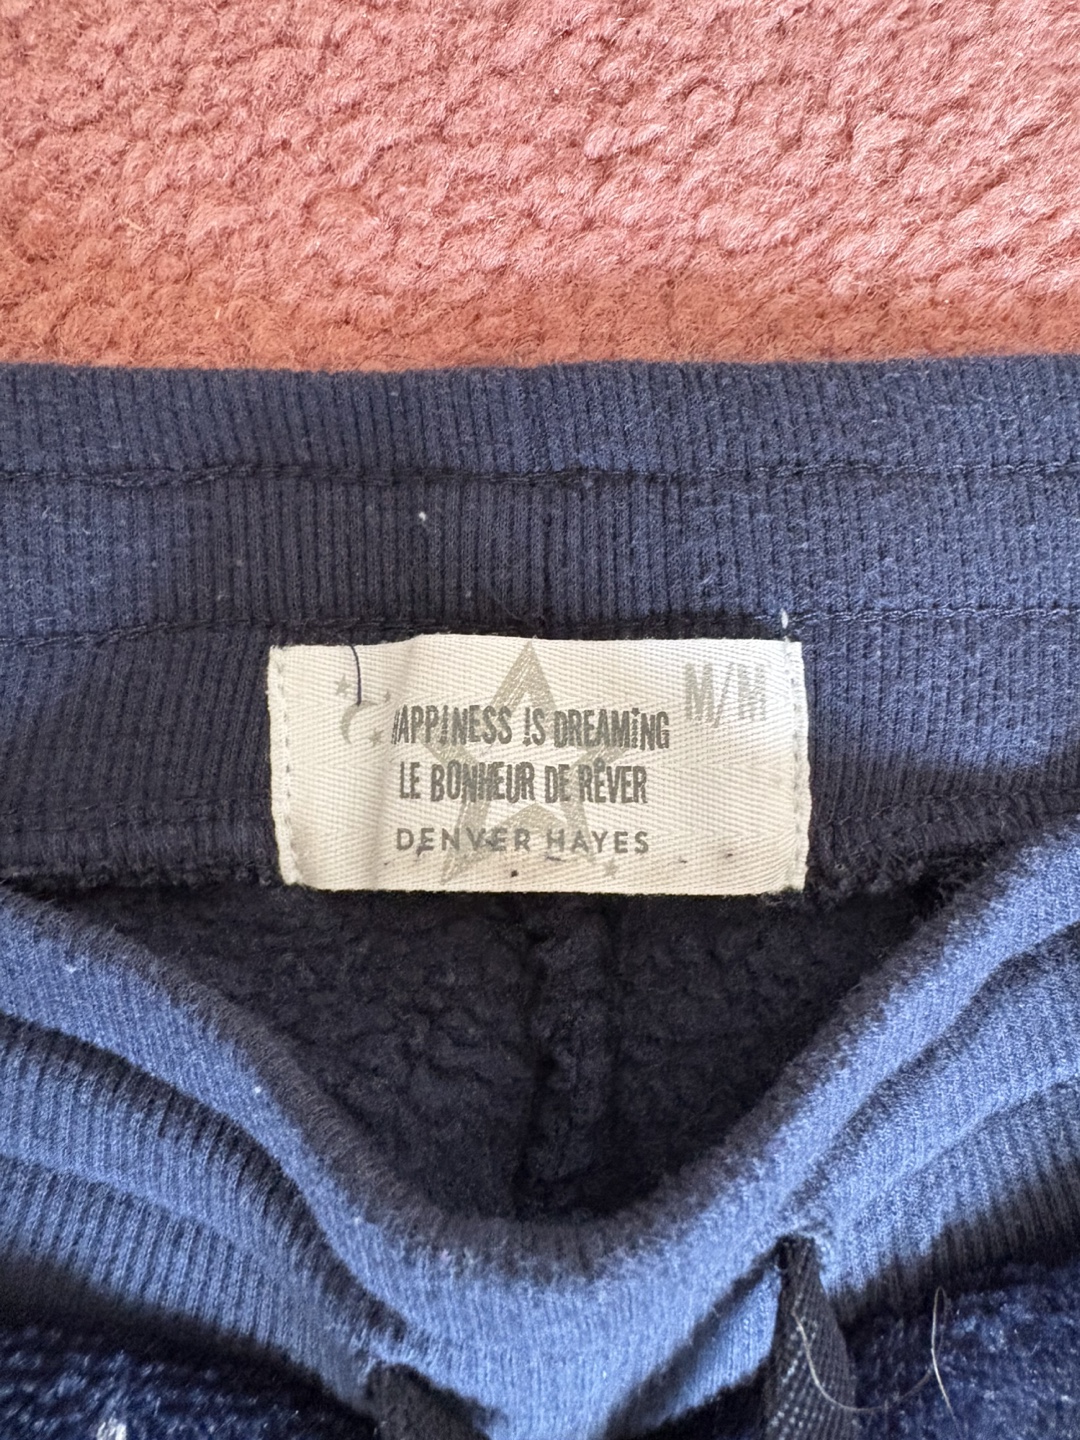 M/M
HAPPINESS IS DREAMING
LE BONHEUR DE RÊVER
DENVER HAYES